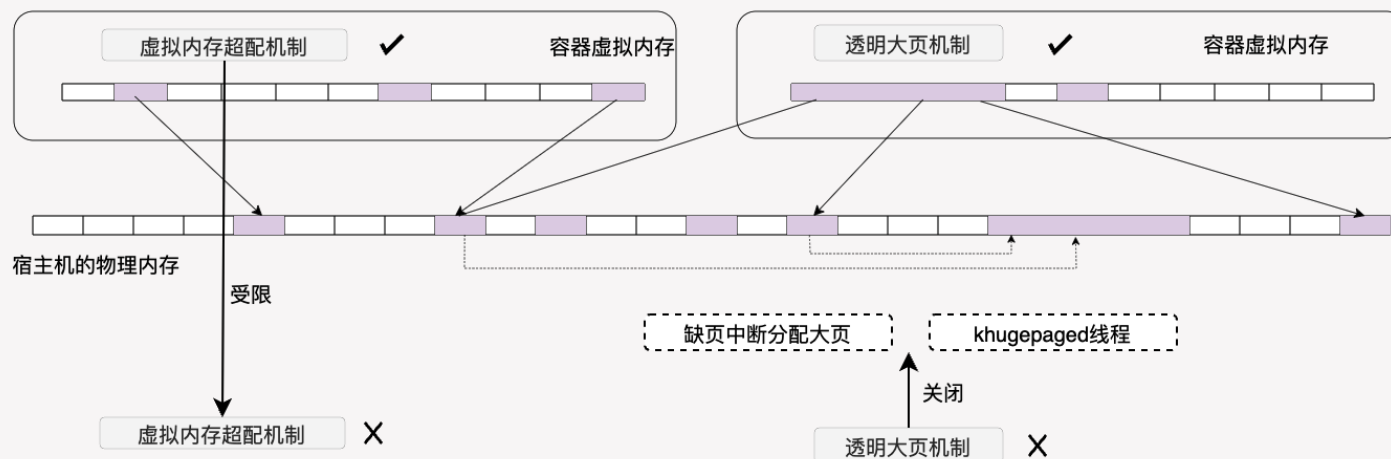 虚拟内存超配机制
容器虚拟内存
透明大页机制
容器虚拟内存
宿主机的物理内存
受限
缺页中断分配大页
khugepaged线程
关闭
虚拟内存超配机制
透明大页机制